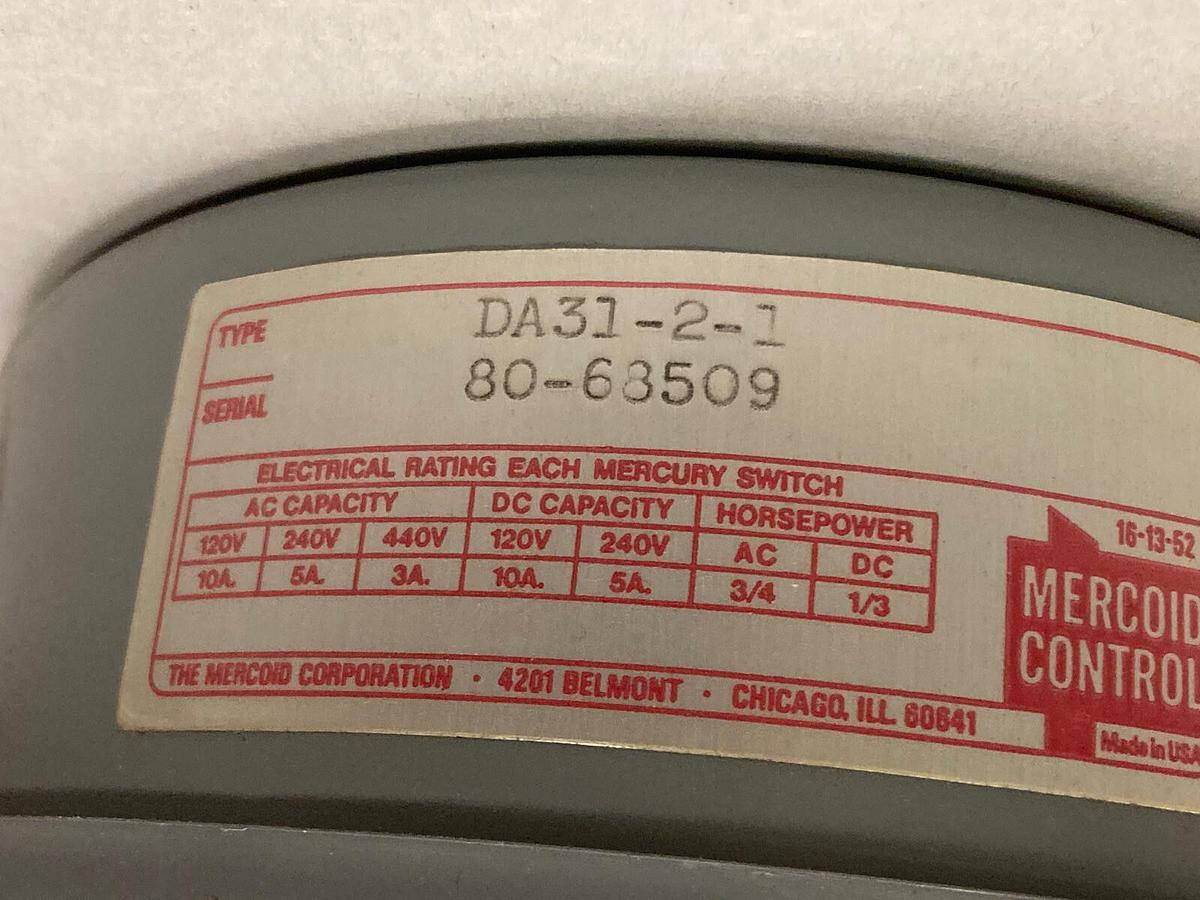 TYPE DA31-2-1
SERIAL 80-68509
ELECTRICAL RATING EACH MERCURY SWITCH
AC CAPACITY DC CAPACITY HORSEPOWER
120V 240V 440V 120V 240V AC DC
10A. 5A. 3A. 10A. 5A. 3/4 1/3
16-13-52
MERCOID
CONTROL
THE MERCOID CORPORATION · 4201 BELMONT · CHICAGO, ILL. 60641
Made in USA